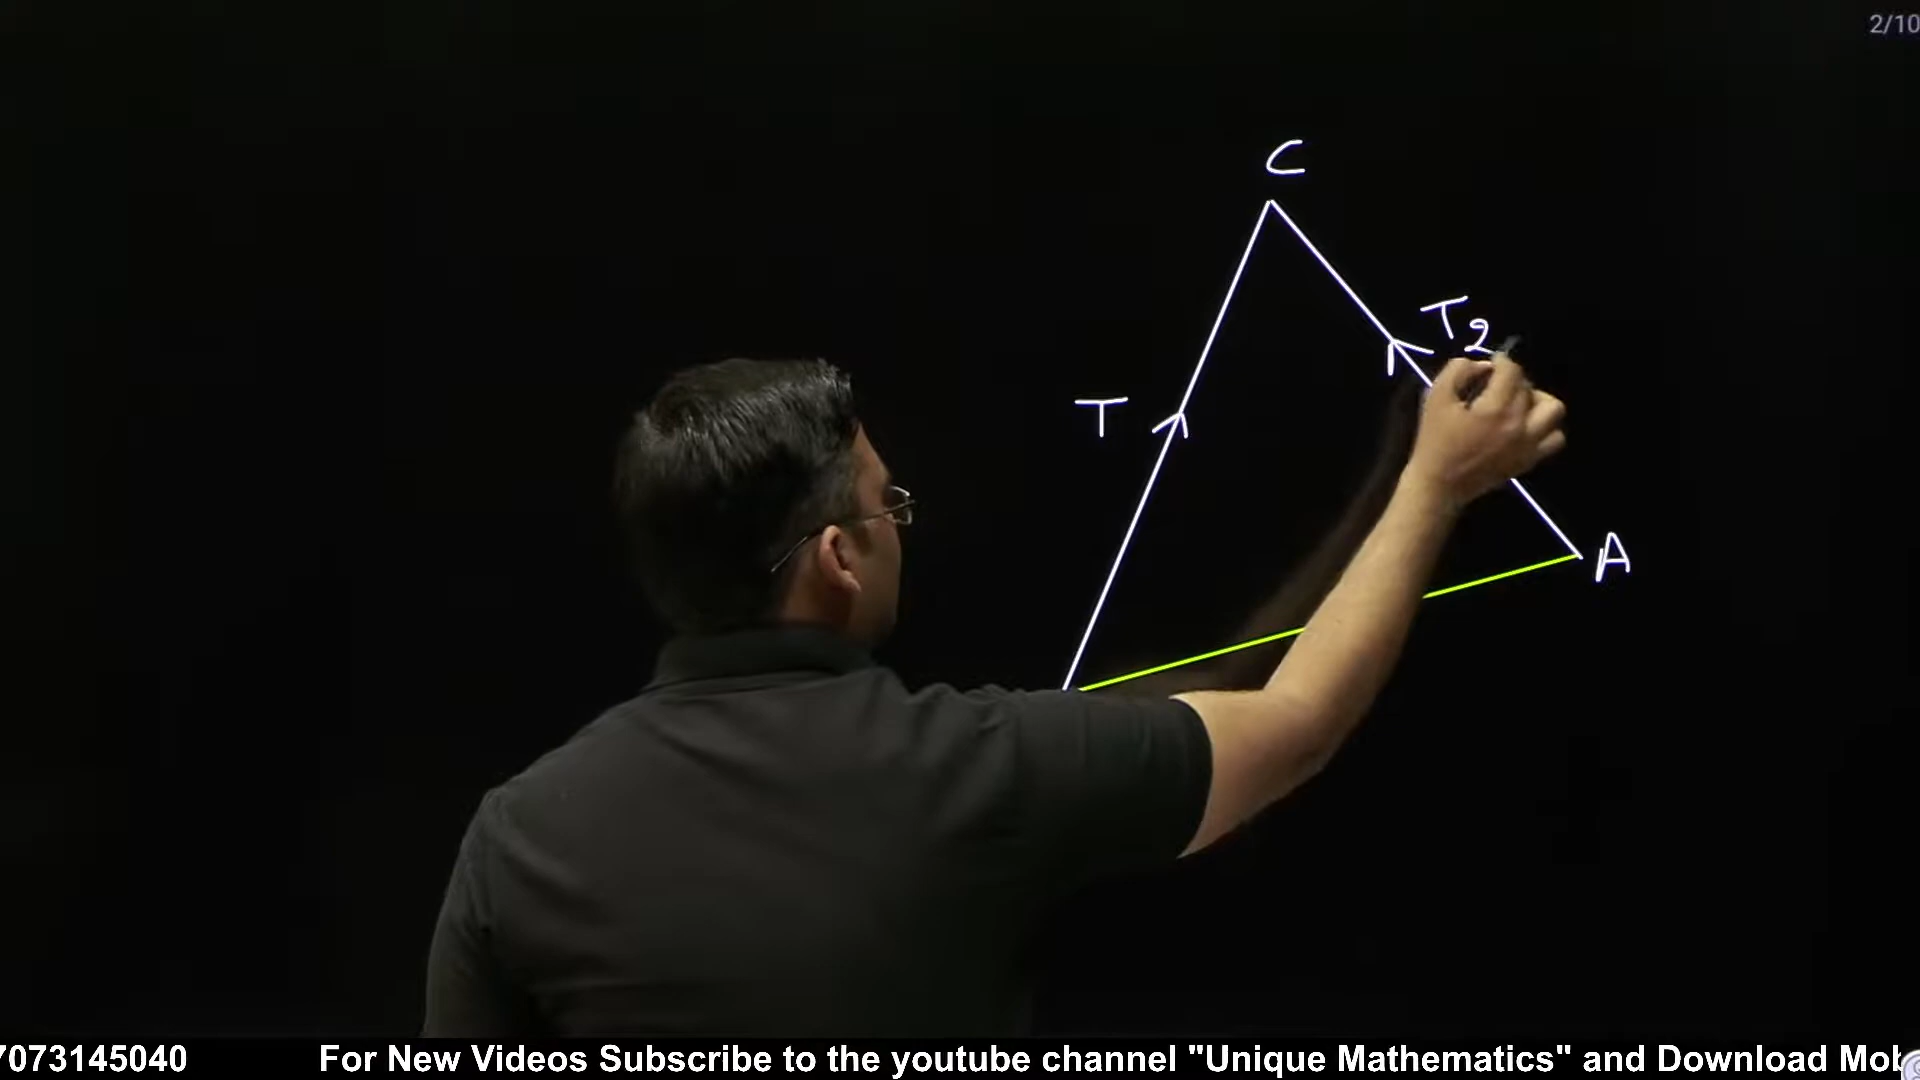 2/10
C
T2
T
A
7073145040 For New Videos Subscribe to the youtube channel "Unique Mathematics" and Download Mob